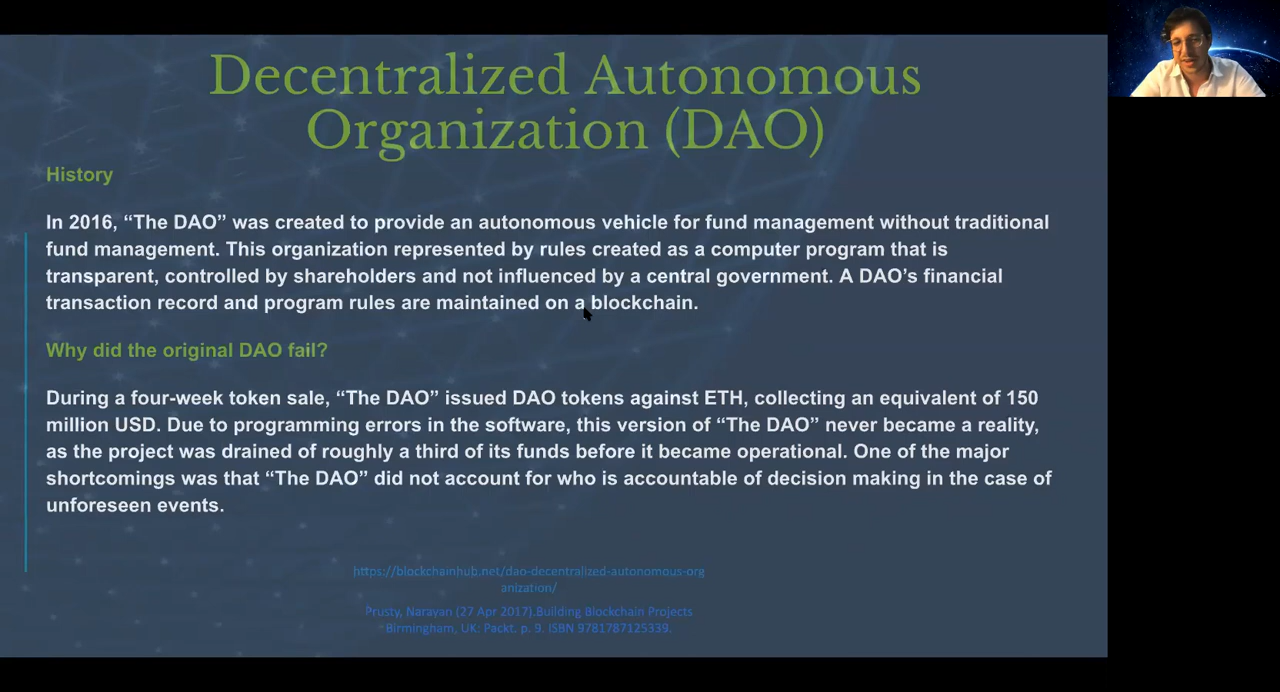 Decentralized Autonomous
Organization (DAO)
History
In 2016, “The DAO” was created to provide an autonomous vehicle for fund management without traditional
fund management. This organization represented by rules created as a computer program that is
transparent, controlled by shareholders and not influenced by a central government. A DAO’s financial
transaction record and program rules are maintained on a blockchain.
Why did the original DAO fail?
During a four-week token sale, “The DAO” issued DAO tokens against ETH, collecting an equivalent of 150
million USD. Due to programming errors in the software, this version of “The DAO” never became a reality,
as the project was drained of roughly a third of its funds before it became operational. One of the major
shortcomings was that “The DAO” did not account for who is accountable of decision making in the case of
unforeseen events.
https://blockchainhub.net/dao-decentralized-autonomous-org
anization/
Prusty, Narayan (27 Apr 2017).Building Blockchain Projects
Birmingham, UK: Packt. p. 9. ISBN 9781787125339.